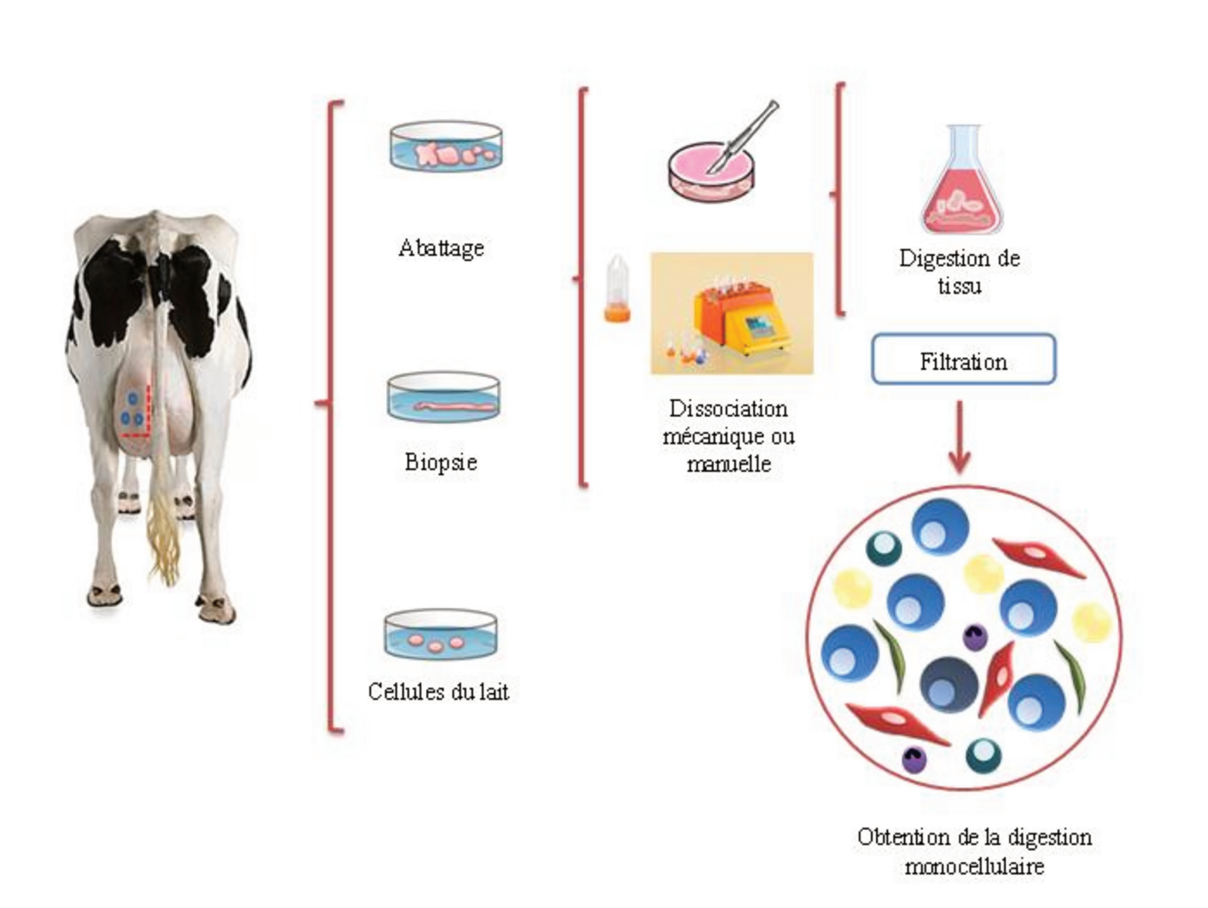 Abattage
Biopsie
Cellules du lait
Dissociation
mécanique ou
manuelle
Digestion de
tissu
Filtration
Obtention de la digestion
monocellulaire